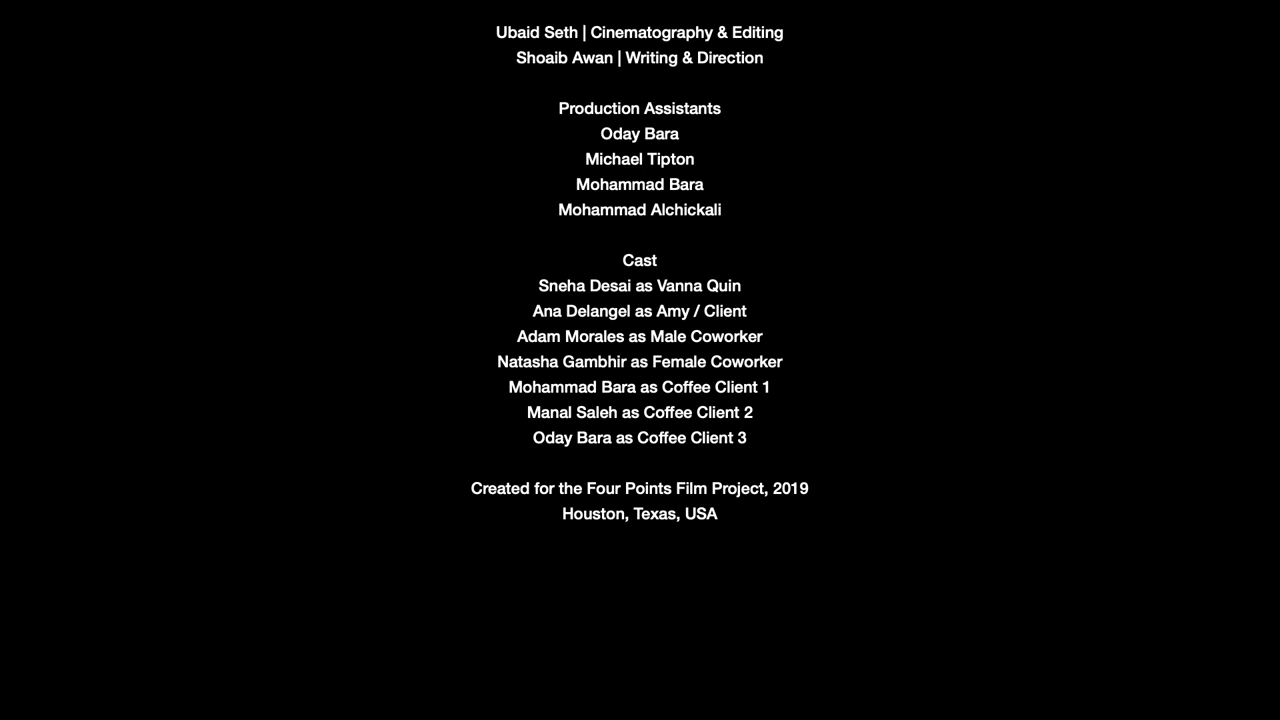 Ubaid Seth | Cinematography & Editing
Shoaib Awan | Writing & Direction
Production Assistants
Oday Bara
Michael Tipton
Mohammad Bara
Mohammad Alchickali
Cast
Sneha Desai as Vanna Quin
Ana Delangel as Amy / Client
Adam Morales as Male Coworker
Natasha Gambhir as Female Coworker
Mohammad Bara as Coffee Client 1
Manal Saleh as Coffee Client 2
Oday Bara as Coffee Client 3
Created for the Four Points Film Project, 2019
Houston, Texas, USA